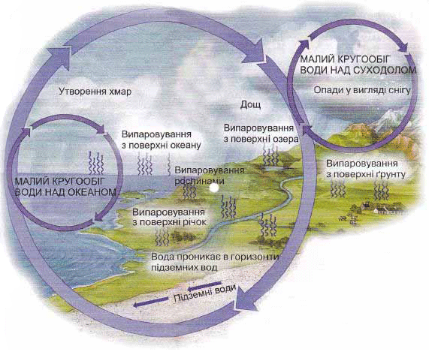 МАЛИЙ КРУГООБІГ
ВОДИ НАД СУХОДОЛОМ
Опади у вигляді снігу
Утворення хмар
Дощ
Випаровування
з поверхні океану
Випаровування
з поверхні озера
МАЛИЙ КРУГООБІГ
ВОДИ НАД ОКЕАНОМ
Випаровування
рослинами
Випаровування
з поверхні ґрунту
Випаровування
з поверхні річок
Вода проникає в горизонти
підземних вод
Підземні води